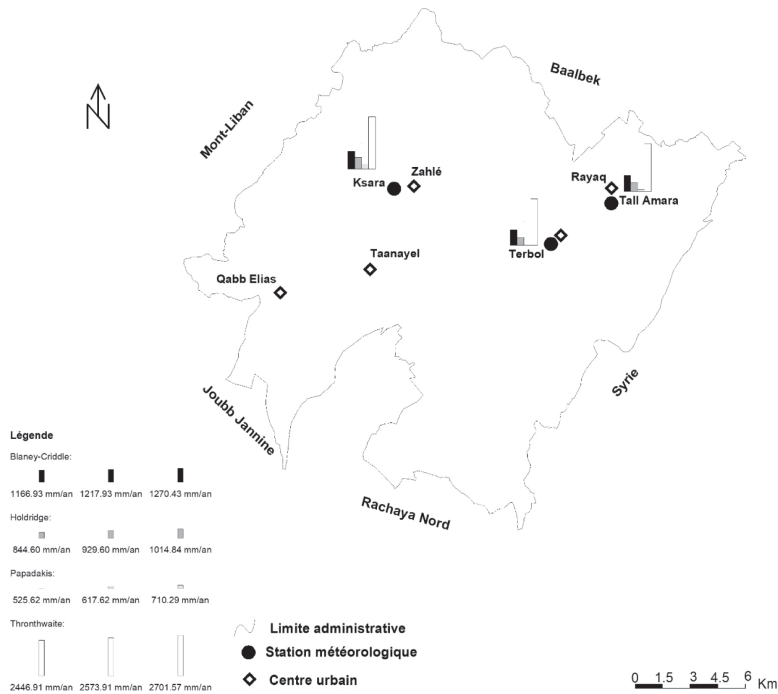 Baalbek
N
Mont-Liban
Ksara
Zahlé
Rayaq
Tall Amara
Terbol
Taanayel
Qabb Elias
Syrie
Joubb Jannine
Rachaya Nord
Légende
Blaney-Criddle:
1166.93 mm/an 1217.93 mm/an 1270.43 mm/an
Holdridge:
844.60 mm/an 929.60 mm/an 1014.84 mm/an
Papadakis:
525.62 mm/an 617.62 mm/an 710.29 mm/an
Thronthwaite:
2446.91 mm/an 2573.91 mm/an 2701.57 mm/an
Limite administrative
Station météorologique
Centre urbain
0 1.5 3 4.5 6
Km